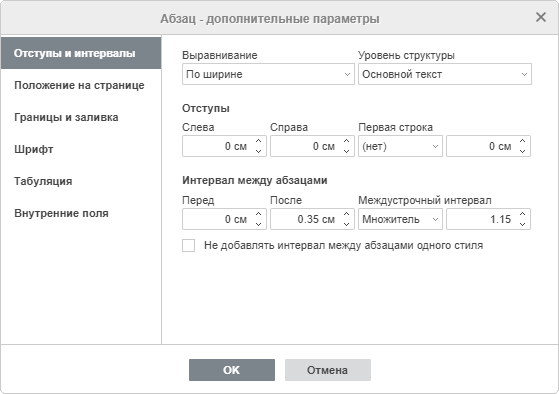 Абзац - дополнительные параметры
Отступы и интервалы
Положение на странице
Границы и заливка
Шрифт
Табуляция
Внутренние поля
Выравнивание Уровень структуры
По ширине Основной текст
Отступы
Слева Справа Первая строка
0 см 0 см (нет) 0 см
Интервал между абзацами
Перед После Междустрочный интервал
0 см 0.35 см Множитель 1.15
Не добавлять интервал между абзацами одного стиля
OK Отмена